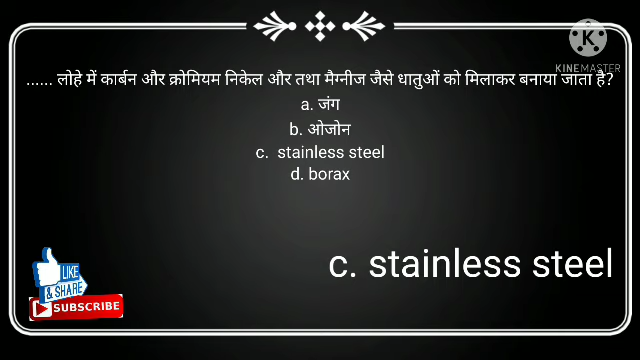 KINEMASTER
...... लोहे में कार्बन और क्रोमियम निकेल और तथा मैग्नीज जैसे धातुओं को मिलाकर बनाया जाता है?
a. जंग
b. ओजोन
c. stainless steel
d. borax
c. stainless steel
LIKE
& SHARE
SUBSCRIBE